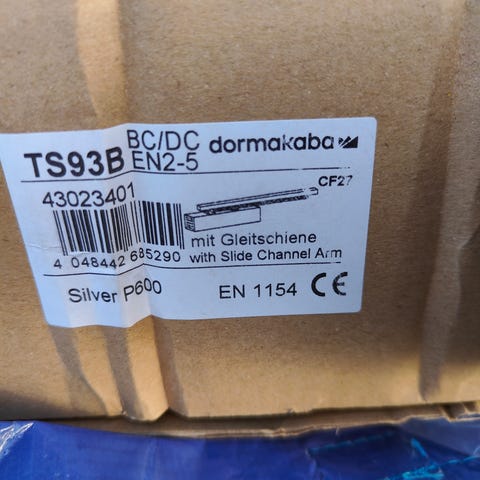 TS93B BC/DC EN2-5 dormakaba
43023401
CF27
mit Gleitschiene
4 048442 685290
with Slide Channel Arm
Silver P600
EN 1154 CE